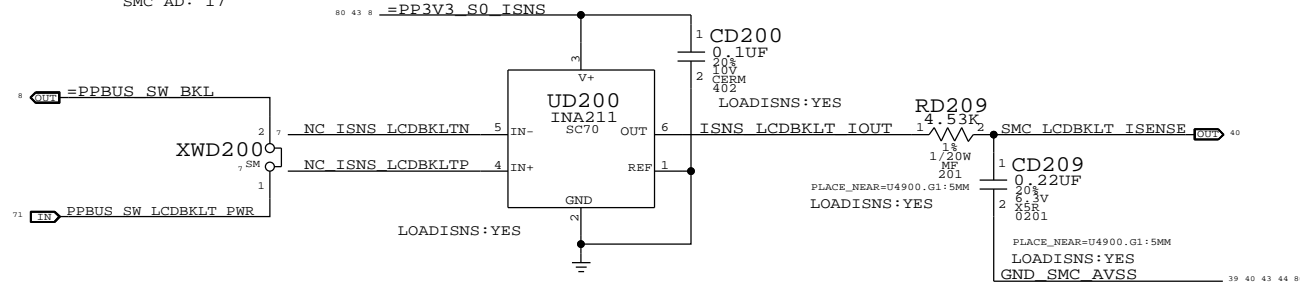 SMC AD: 17
80 43 8 =PP3V3_S0_ISNS
1 CD200
0.1UF
20%
10V
2 CERM
402
LOADISNS:YES
3
V+
UD200
INA211
SC70
8 OUT =PPBUS_SW_BKL
2 7 NC_ISNS_LCDBKLTN 5 IN-
OUT 6 ISNS_LCDBKLT_IOUT
XWD200
7 SM NC_ISNS_LCDBKLTP 4 IN+
REF 1
1
71 IN PPBUS_SW_LCDBKLT_PWR
GND
2
LOADISNS:YES
RD209
1 4.53K 2 SMC_LCDBKLT_ISENSE OUT 40
1%
1/20W
MF
201
PLACE_NEAR=U4900.G1:5MM
LOADISNS:YES
1 CD209
0.22UF
20%
6.3V
2 X5R
0201
PLACE_NEAR=U4900.G1:5MM
LOADISNS:YES
GND_SMC_AVSS 39 40 43 44